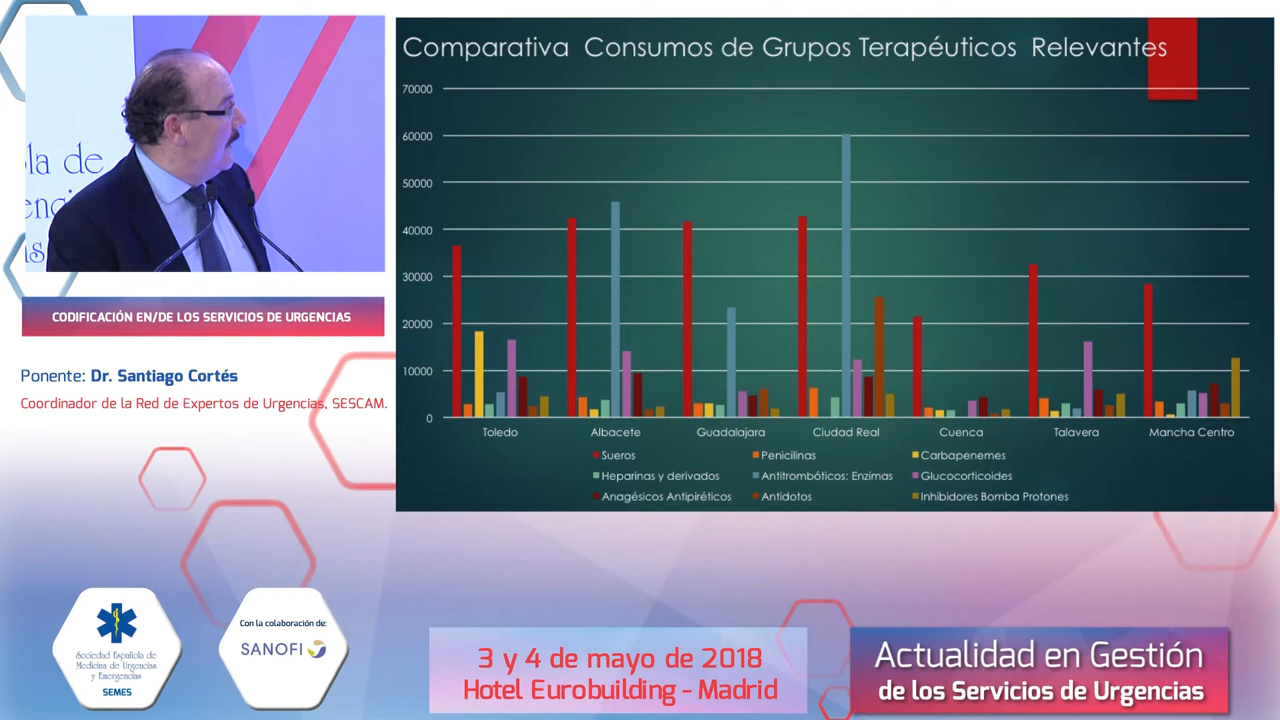 la de
enc
as
CODIFICACIÓN EN/DE LOS SERVICIOS DE URGENCIAS
Ponente: Dr. Santiago Cortés
Coordinador de la Red de Expertos de Urgencias, SESCAM.
Comparativa Consumos de Grupos Terapéuticos Relevantes
70000
60000
50000
40000
30000
20000
10000
0
Toledo Albacete Guadalajara Ciudad Real Cuenca Talavera Mancha Centro
Sueros Penicilinas Carbapenemes
Heparinas y derivados Antitrombóticos: Enzimas Glucocorticoides
Anagésicos Antipiréticos Antidotos Inhibidores Bomba Protones
Sociedad Española de
Medicina de Urgencias
y Emergencias
SEMES
Con la colaboración de:
SANOFI
3 y 4 de mayo de 2018
Hotel Eurobuilding - Madrid
Actualidad en Gestión
de los Servicios de Urgencias